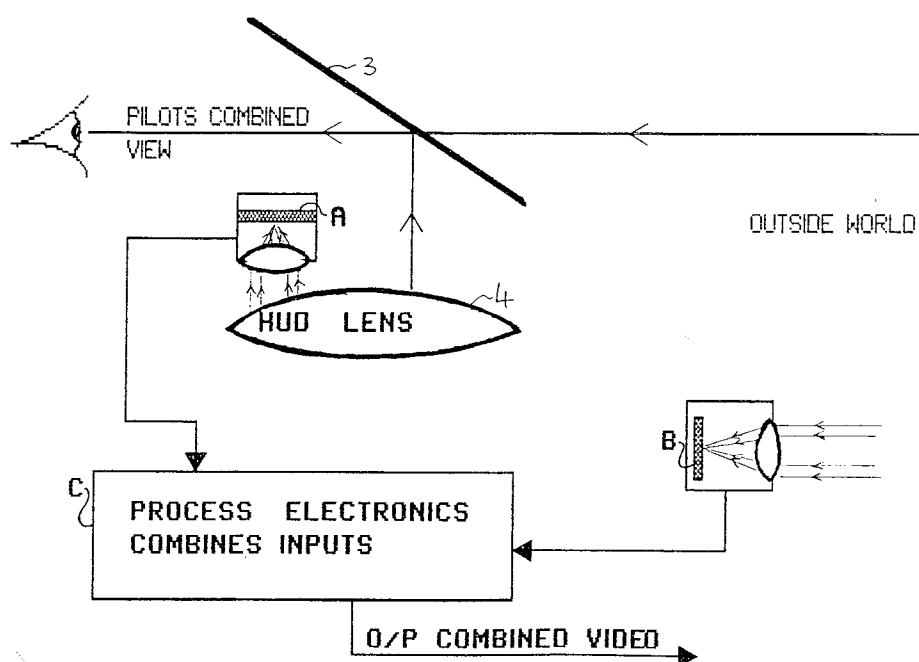 3
PILOTS COMBINED
VIEW
A
OUTSIDE WORLD
4
HUD LENS
B
C
PROCESS ELECTRONICS
COMBINES INPUTS
O/P COMBINED VIDEO